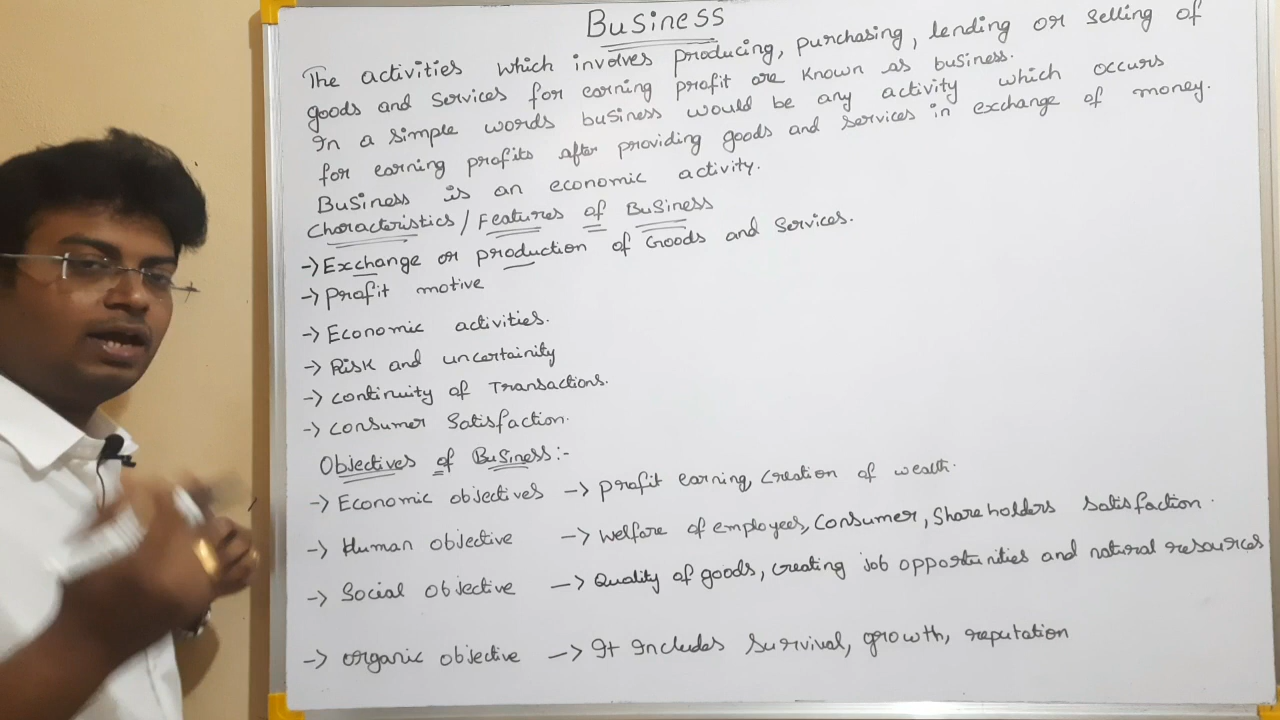 Business
The activities which involves producing, purchasing, lending or selling of
goods and services for earning profit are known as business.
In a simple words business would be any activity which occurs
for earning profits after providing goods and services in exchange of money.
Business is an economic activity.
Characteristics / Features of Business
-> Exchange or production of Goods and services.
-> Profit motive
-> Economic activities.
-> Risk and uncertainity
-> continuity of Transactions.
-> consumer satisfaction.
Objectives of Business:-
-> Economic objectives -> profit earning, creation of wealth.
-> Human objective -> welfare of employees, consumer, shareholders satisfaction.
-> Social objective -> Quality of goods, creating job opportunities and natural resources
-> organic objective -> It Includes survival, growth, reputation